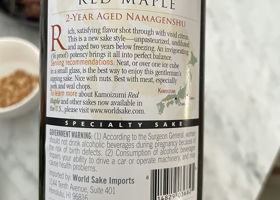 RED MAPLE
2-YEAR AGED NAMAGENSHU
Rich, satisfying flavor shot through with vivid citrus.
This is a new sake style—unpasteurized, undiluted
and aged two years below freezing. An invigorating
potency brings it all into perfect balance.
Serving recommendations: Neat, or over one ice cube
in a small glass, is the best way to enjoy this gentleman's
aging sake. Nice with nuts. Best with meat, especially
pork and veal chops.
To learn more about Kamoizumi Red
Maple and other sakes now available in
U.S., please visit www.worldsake.com.
KAMOIZUMI
SPECIALTY SAKE
GOVERNMENT WARNING: (1) According to the Surgeon General, women
should not drink alcoholic beverages during pregnancy because of
the risk of birth defects. (2) Consumption of alcoholic beverages
impairs your ability to drive a car or operate machinery, and
may cause health problems.
Imported by: World Sake Imports
Tenth Avenue, Suite 401
Honolulu, HI 96816